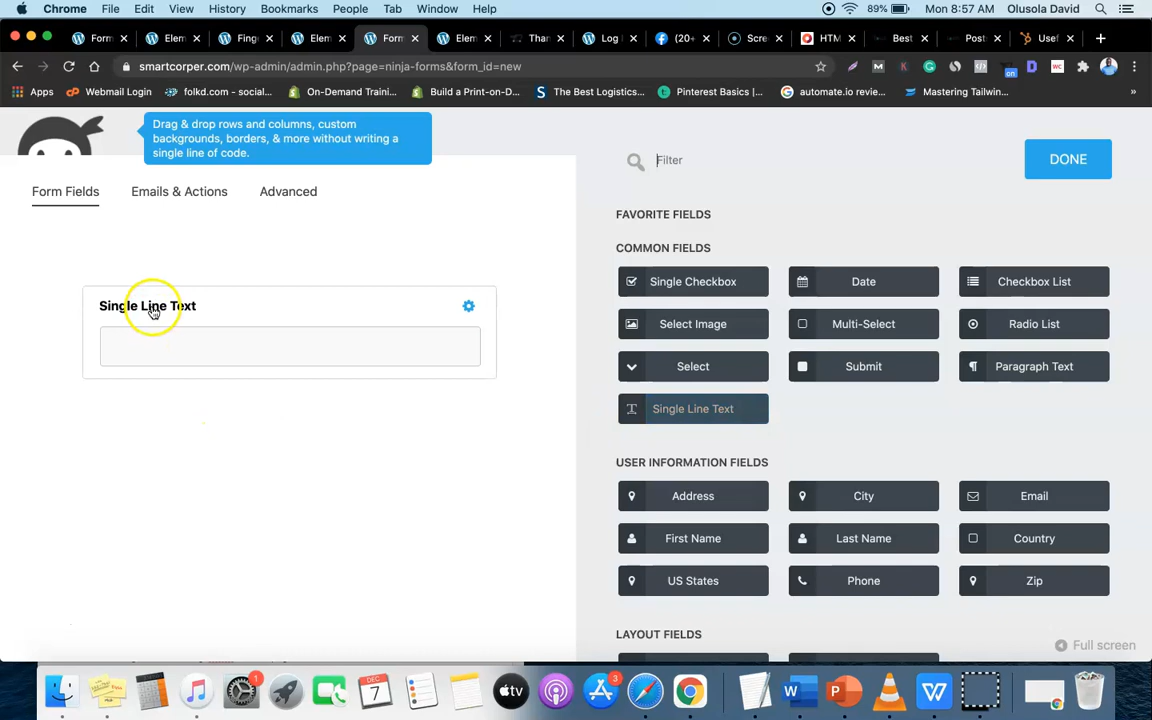 Chrome File Edit View History Bookmarks People Tab Window Help
89% Mon 8:57 AM Olusola David
Form Elem Fing Elem Form Elem Than Log (20+ Scre HTM Best Post Usef
smartcorper.com/wp-admin/admin.php?page=ninja-forms&form_id=new
Apps Webmail Login folkd.com - social... On-Demand Traini... Build a Print-on-D... The Best Logistics... Pinterest Basics |... automate.io revie... Mastering Tailwin...
Drag & drop rows and columns, custom
backgrounds, borders, & more without writing a
single line of code.
Filter
DONE
Form Fields Emails & Actions Advanced
FAVORITE FIELDS
COMMON FIELDS
Single Checkbox Date Checkbox List
Single Line Text
Select Image Multi-Select Radio List
Select Submit Paragraph Text
Single Line Text
USER INFORMATION FIELDS
Address City Email
First Name Last Name Country
US States Phone Zip
LAYOUT FIELDS
Full screen